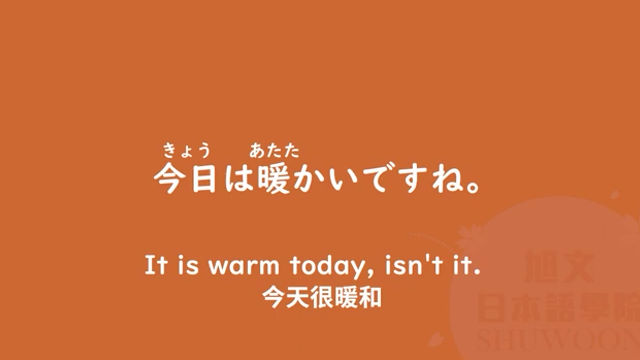 きょう あたた
今日は暖かいですね。
It is warm today, isn't it.
今天很暖和
旭文
日本語學院
SHUWOON